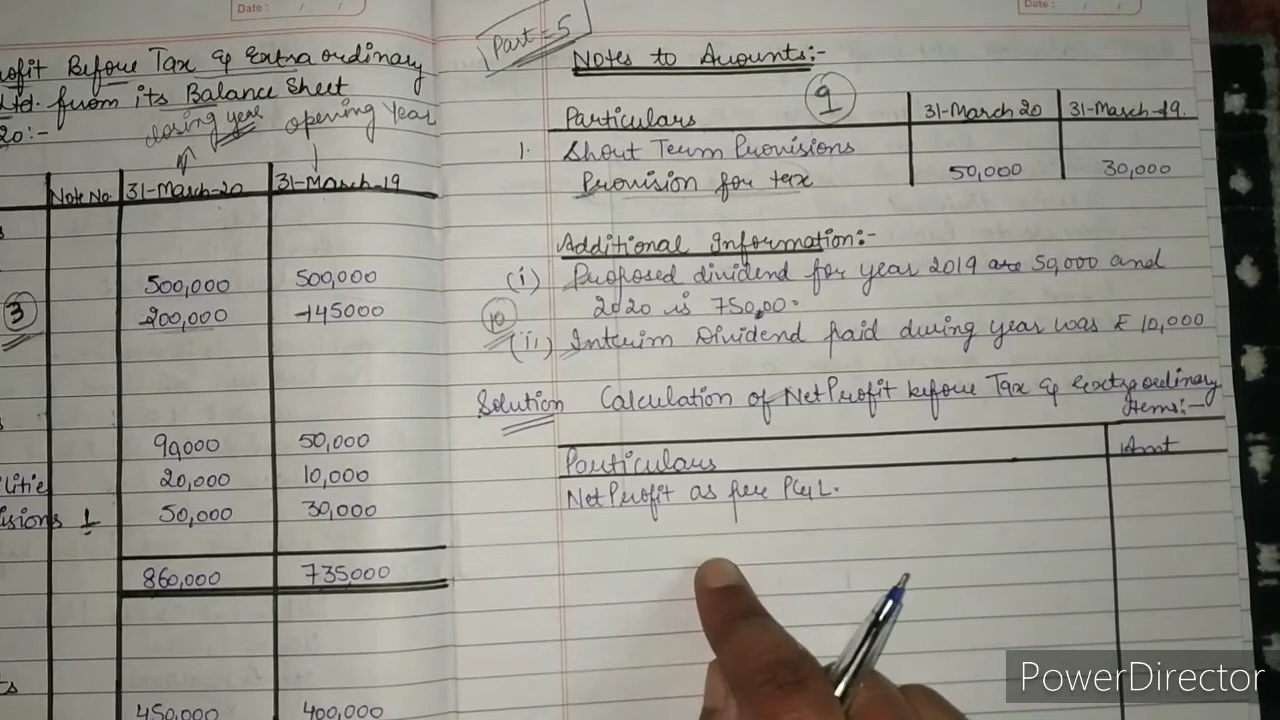 Date : / /
ofit Before Tax & Extraordinary
Ltd. from its Balance Sheet
20:-
closing year opening year
Note No 31-March-20 31-March-19
500,000 500,000
3 200,000 145000
90,000 50,000
litie 20,000 10,000
isions 1 50,000 30,000
860,000 735000
ts
450,000 400,000
Date : / /
Part = 5
Notes to Accounts:-
9
Particulars 31-March 20 31-March-19.
1. Short Term Provisions
Provision for tax 50,000 30,000
Additional Information:-
(i) Proposed dividend for year 2019 are 50,000 and
10 2020 is 750,00.
(ii) Interim Dividend paid during year was ₹ 10,000
Solution Calculation of Net Profit before Tax & extraordinary
Items:-
Particulars Amt
Net Profit as per P&L.
PowerDirector